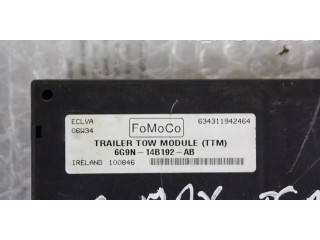 ECLVA
06W34
FoMoCo
634311942464
TRAILER TOW MODULE (TTM)
6G9N-14B192-AB
IRELAND 100846